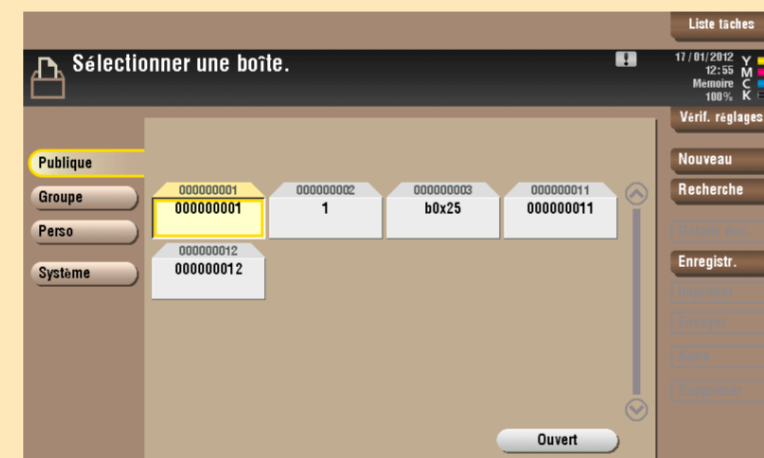 Liste tâches
Sélectionner une boîte.
17/01/2012
12:55
Memoire
100%
Y
M
C
K
Vérif. réglages
Publique
Groupe
Perso
Système
000000001
000000001
000000002
1
000000003
b0x25
000000011
000000011
000000012
000000012
Nouveau
Recherche
Enregistr.
Ouvert